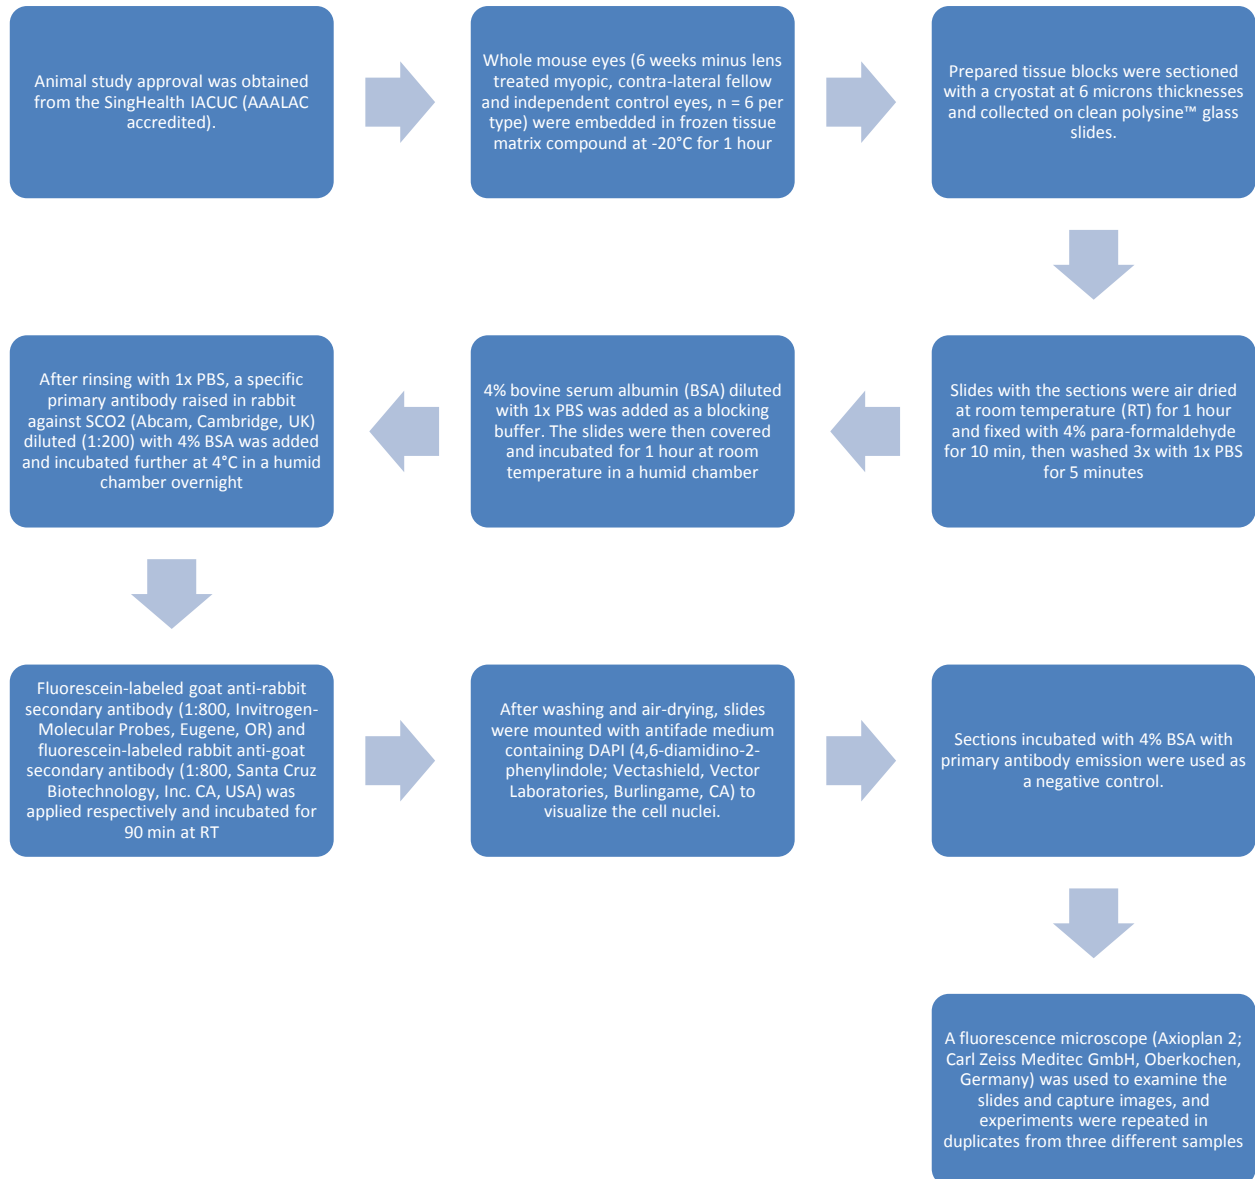 Animal study approval was obtained
from the SingHealth IACUC (AAALAC
accredited).
Whole mouse eyes (6 weeks minus lens
treated myopic, contra-lateral fellow
and independent control eyes, n = 6 per
type) were embedded in frozen tissue
matrix compound at -20°C for 1 hour
Prepared tissue blocks were sectioned
with a cryostat at 6 microns thicknesses
and collected on clean polysine™ glass
slides.
Slides with the sections were air dried
at room temperature (RT) for 1 hour
and fixed with 4% para-formaldehyde
for 10 min, then washed 3x with 1x PBS
for 5 minutes
4% bovine serum albumin (BSA) diluted
with 1x PBS was added as a blocking
buffer. The slides were then covered
and incubated for 1 hour at room
temperature in a humid chamber
After rinsing with 1x PBS, a specific
primary antibody raised in rabbit
against SCO2 (Abcam, Cambridge, UK)
diluted (1:200) with 4% BSA was added
and incubated further at 4°C in a humid
chamber overnight
Fluorescein-labeled goat anti-rabbit
secondary antibody (1:800, Invitrogen-
Molecular Probes, Eugene, OR) and
fluorescein-labeled rabbit anti-goat
secondary antibody (1:800, Santa Cruz
Biotechnology, Inc. CA, USA) was
applied respectively and incubated for
90 min at RT
After washing and air-drying, slides
were mounted with antifade medium
containing DAPI (4,6-diamidino-2-
phenylindole; Vectashield, Vector
Laboratories, Burlingame, CA) to
visualize the cell nuclei.
Sections incubated with 4% BSA with
primary antibody emission were used as
a negative control.
A fluorescence microscope (Axioplan 2;
Carl Zeiss Meditec GmbH, Oberkochen,
Germany) was used to examine the
slides and capture images, and
experiments were repeated in
duplicates from three different samples